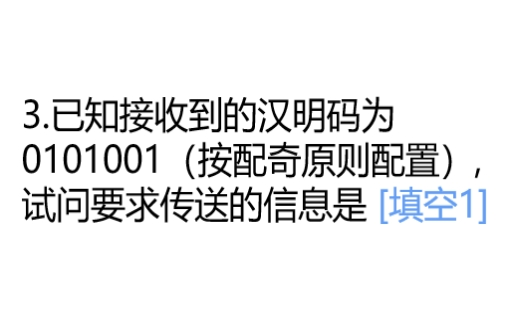 3.已知接收到的汉明码为
0101001（按配奇原则配置）,
试问要求传送的信息是 [填空1]